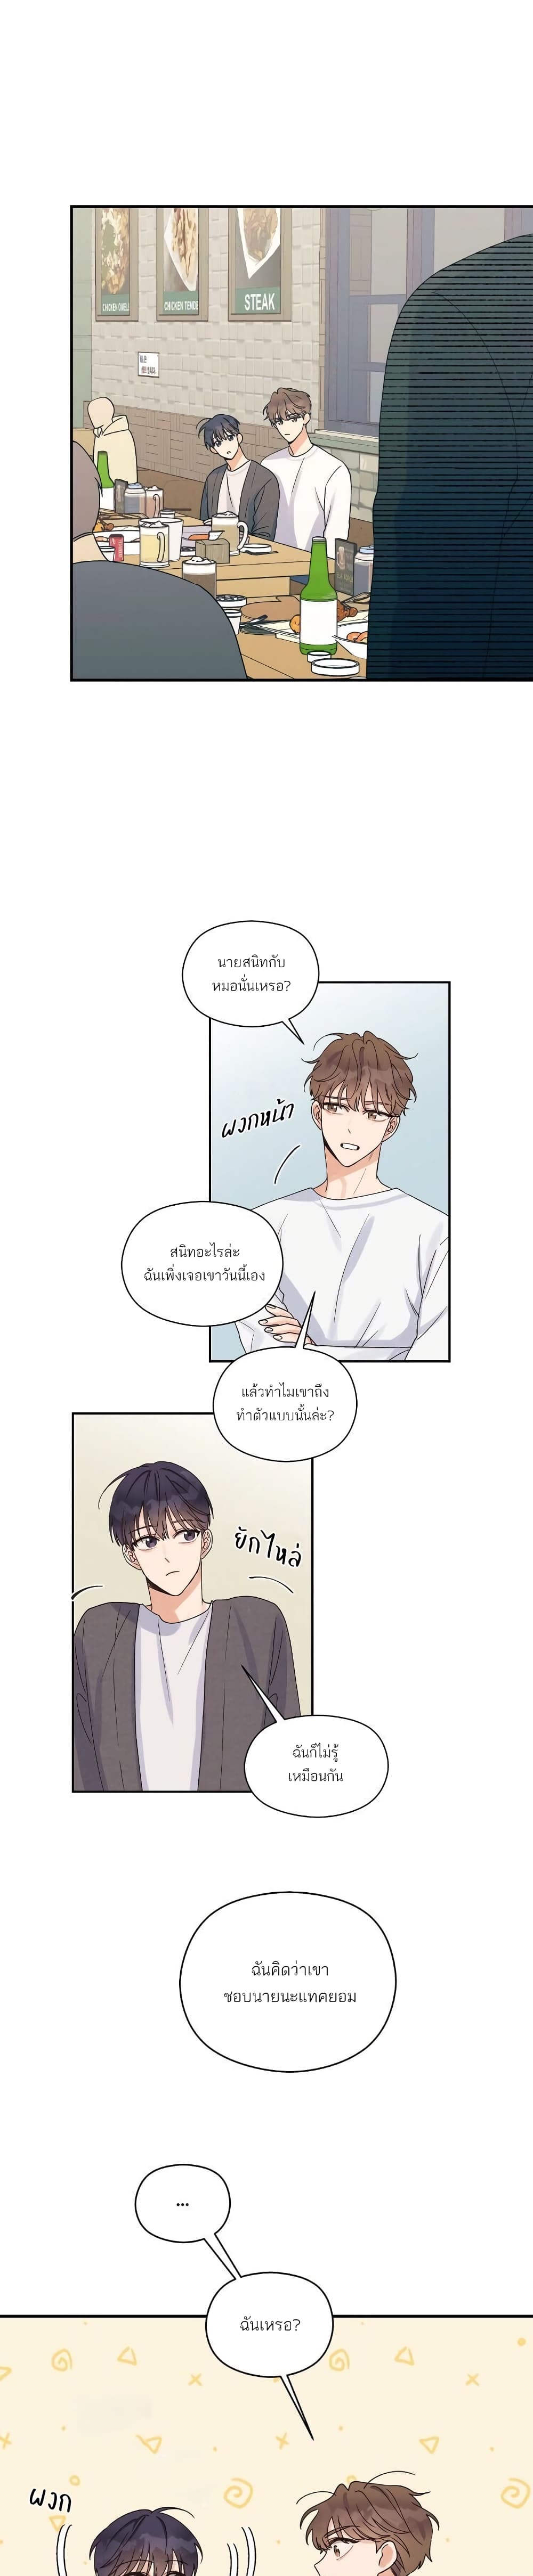 CHICKEN
CHICKEN TENDE
STEAK
นายสนิทกับ
หมอนั่นเหรอ?
ผงกหน้า
สนิทอะไรล่ะ
ฉันเพิ่งเจอเขาวันนี้เอง
แล้วทำไมเขาถึง
ทำตัวแบบนั้นล่ะ?
ยักไหล่
ฉันก็ไม่รู้
เหมือนกัน
ฉันคิดว่าเขา
ชอบนายนะแทคยอม
...
ฉันเหรอ?
ผงก